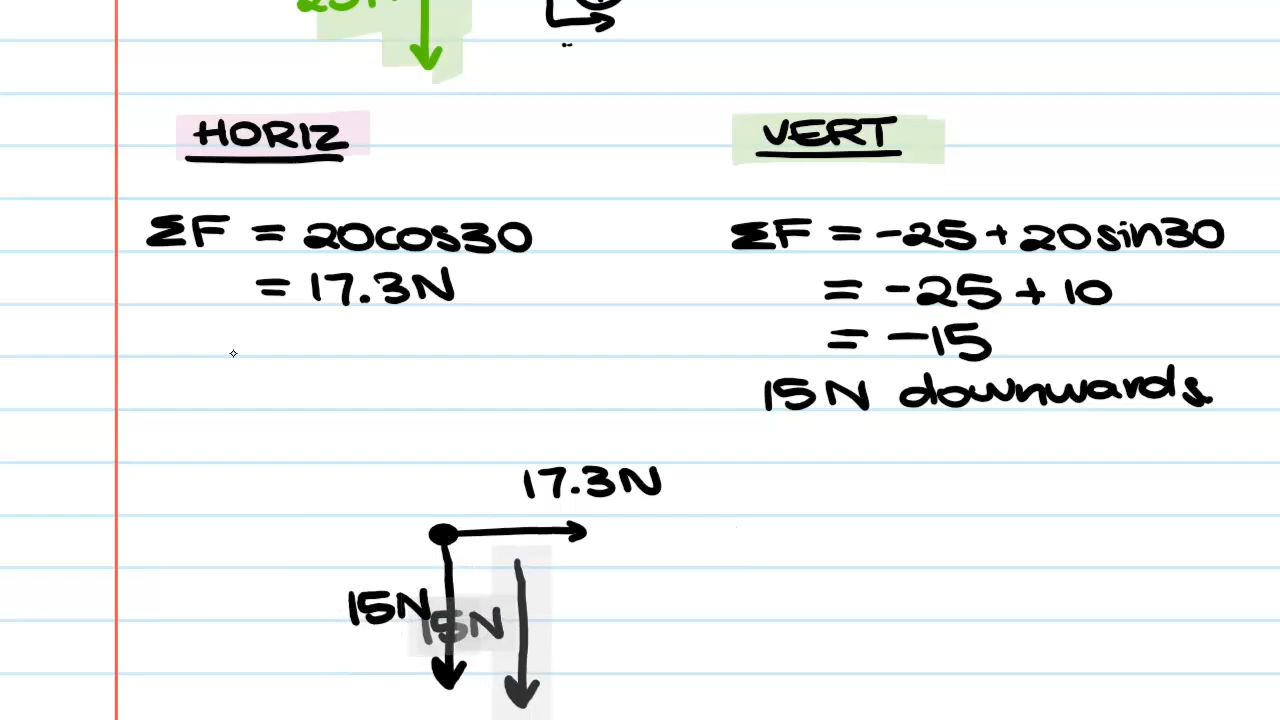 HORIZ
ΣF = 20cos30
= 17.3N
VERT
ΣF = -25 + 20sin30
= -25 + 10
= -15
15N downwards
17.3N
15N
15N